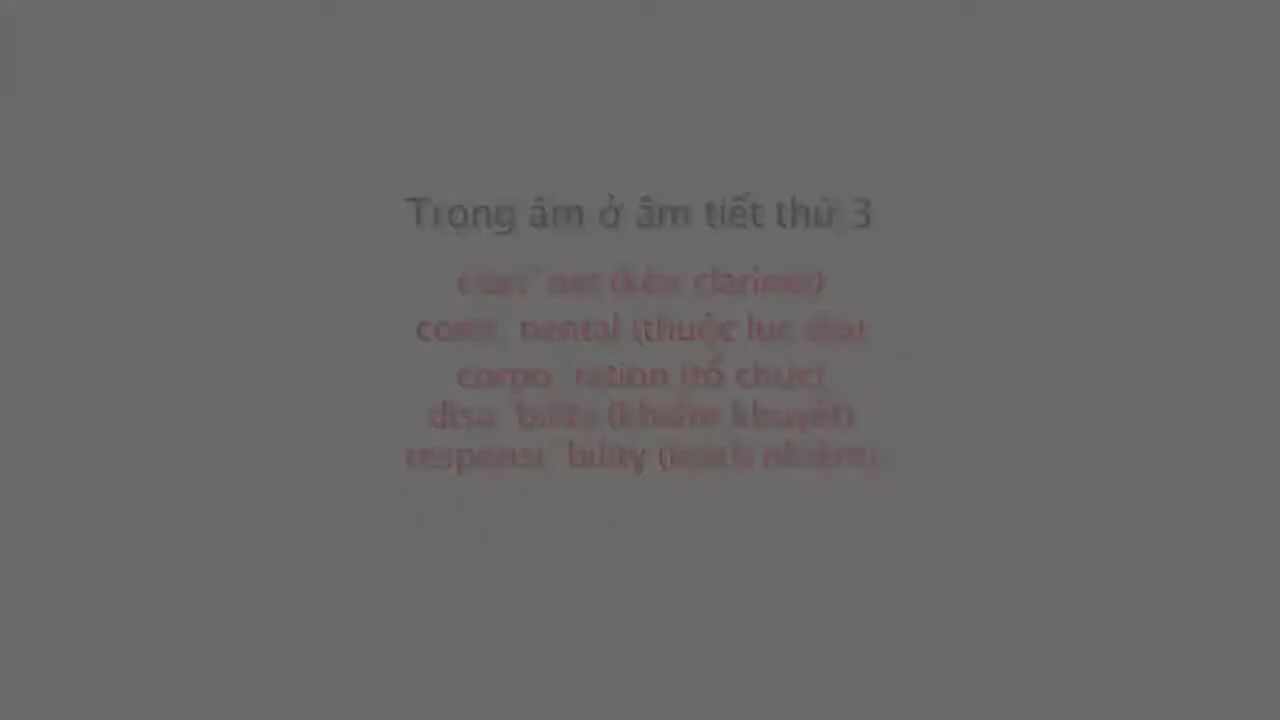 Trọng âm ở âm tiết thứ 3
clari` net (kèn clarinet)
conti` nental (thuộc lục địa)
corpo` ration (tổ chức)
disa` bility (khiếm khuyết)
responsi` bility (trách nhiệm)